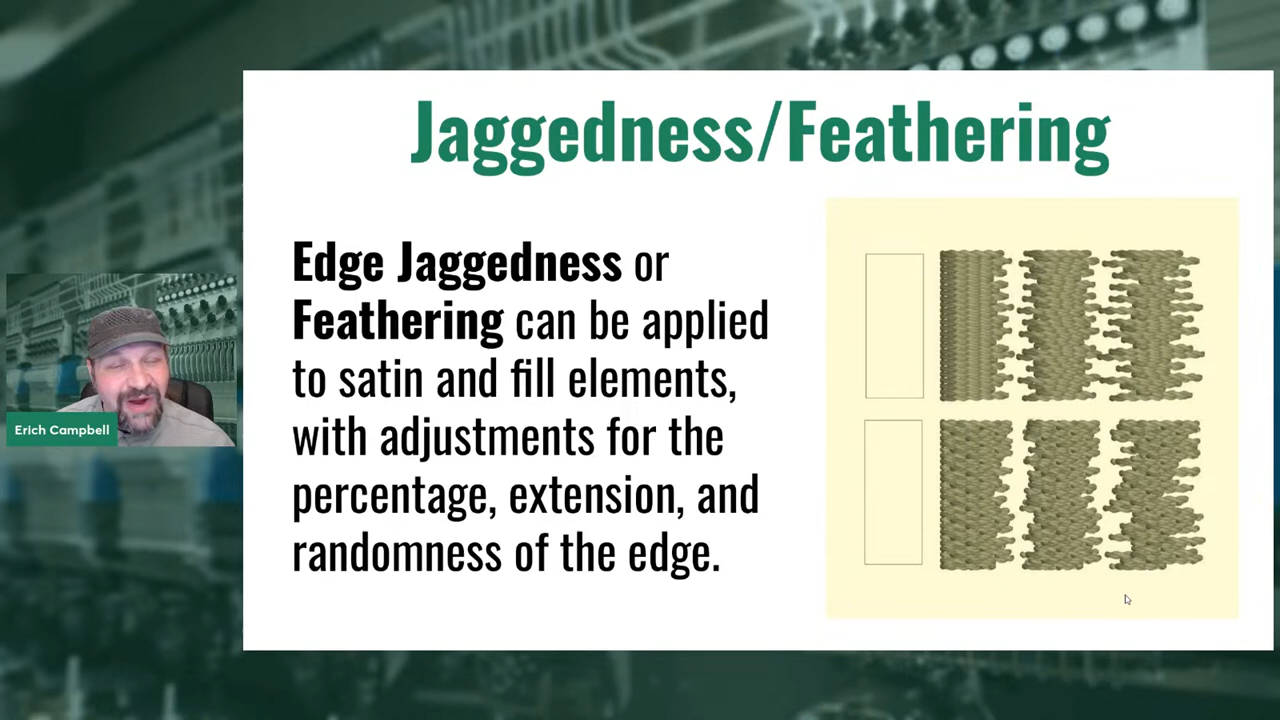 Jaggedness/Feathering
Edge Jaggedness or
Feathering can be applied
to satin and fill elements,
with adjustments for the
percentage, extension, and
randomness of the edge.
Erich Campbell